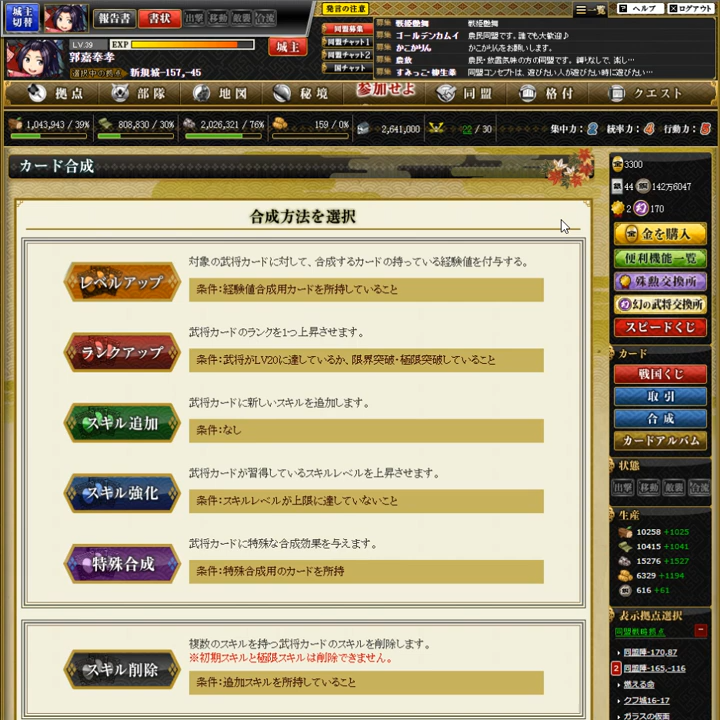 城主
切替
報告書
書状
出撃
移動
敵襲
合流
LV.39
EXP
郭嘉奉孝
選択中の拠点
新規綴-157,-45
城主
発言の注意
一覧
ヘルプ
ログアウト
同盟募集
同盟チャット1
同盟チャット2
国チャット
戦姫艶舞
戦姫艶舞
ゴールデンカムイ
農民同盟です。誰でも大歓迎♪
かこかりん
かこかりんをお願いします。
農飲
すみっこ・柳生菜
同盟コンセプトは、遊びたい人が遊びたい時に遊びたい…
拠点
部隊
地図
秘境
参加せよ
同盟
格付
クエスト
1,043,943 / 39%
808,830 / 30%
2,026,321 / 76%
159 / 0%
2,641,000
22 / 30
集中力：2
統率力：4
行動力：5
カード合成
合成方法を選択
レベルアップ
対象の武将カードに対して、合成するカードの持っている経験値を付与する。
条件：経験値合成用カードを所持していること
ランクアップ
武将カードのランクを1つ上昇させます。
条件：武将がLV20に達しているか、限界突破・極限突破していること
スキル追加
武将カードに新しいスキルを追加します。
条件：なし
スキル強化
武将カードが習得しているスキルレベルを上昇させます。
条件：スキルレベルが上限に達していないこと
特殊合成
武将カードに特殊な合成効果を与えます。
条件：特殊合成用のカードを所持
スキル削除
複数のスキルを持つ武将カードのスキルを削除します。
※初期スキルと極限スキルは削除できません。
条件：追加スキルを所持していること
3300
44
142万6047
2
幻
170
金を購入
便利機能一覧
殊勲交換所
幻の武将交換所
スピードくじ
カード
戦国くじ
取引
合成
カードアルバム
状態
出撃
移動
敵襲
合流
生産
10258 +1025
10415 +1041
15276 +1527
6329 +1194
616 +61
表示拠点選択
同盟戦時拠点
同盟陣-170,87
2
同盟陣-165,-116
燃える命
クフ城16-17
ガラスの仮面